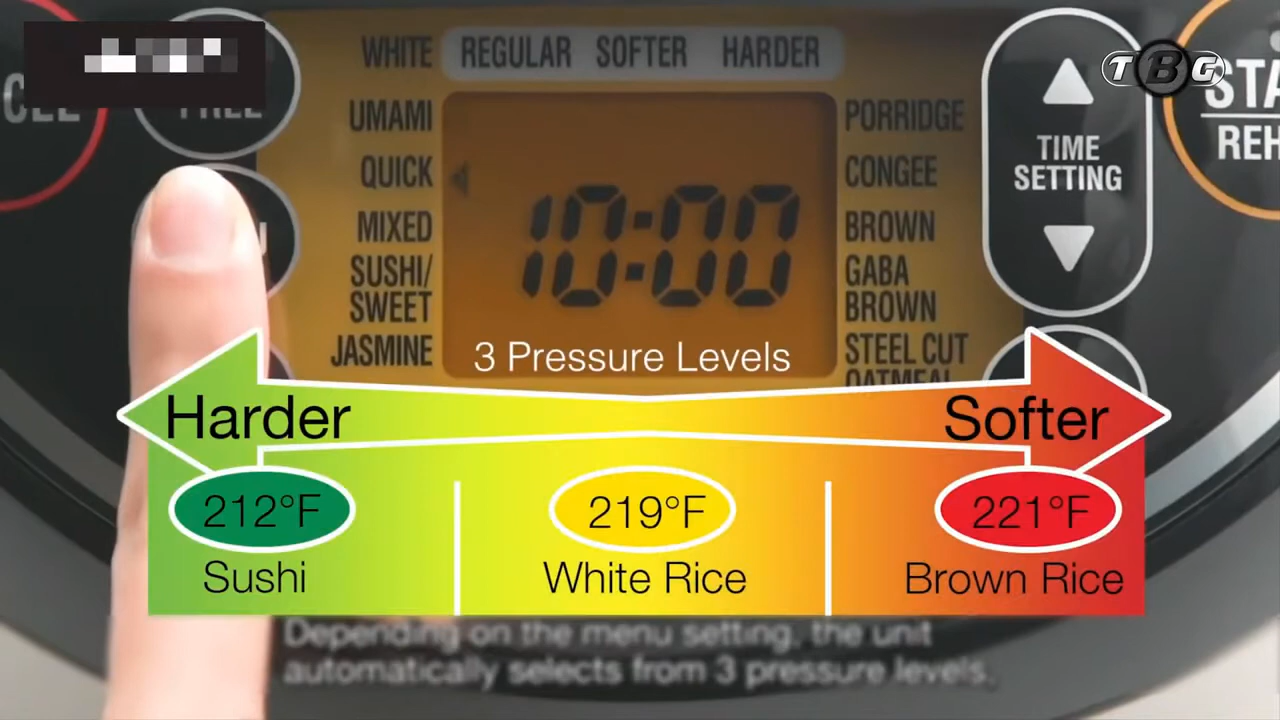 WHITE REGULAR SOFTER HARDER
TBG
UMAMI
PORRIDGE
QUICK
CONGEE
MIXED
BROWN
SUSHI/
SWEET
GABA
BROWN
JASMINE
STEEL CUT
OATMEAL
10:00
TIME
SETTING
STA
REH
3 Pressure Levels
Harder
Softer
212°F
219°F
221°F
Sushi
White Rice
Brown Rice
Depending on the menu setting, the unit
automatically selects from 3 pressure levels.